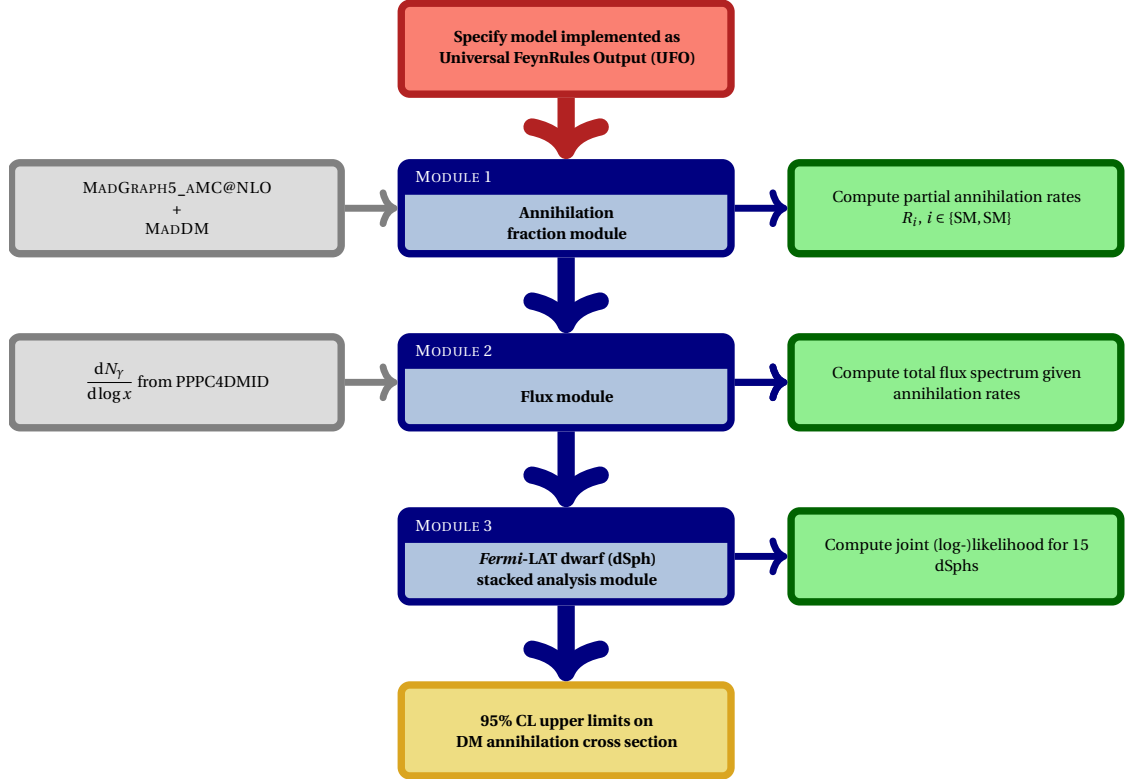 Specify model implemented as
Universal FeynRules Output (UFO)
MADGRAPH5_AMC@NLO
+
MADDM
MODULE 1
Annihilation
fraction module
Compute partial annihilation rates
R_i, i ∈ {SM, SM}
dN_γ
d log x
from PPPC4DMID
MODULE 2
Flux module
Compute total flux spectrum given
annihilation rates
MODULE 3
Fermi-LAT dwarf (dSph)
stacked analysis module
Compute joint (log-)likelihood for 15
dSphs
95% CL upper limits on
DM annihilation cross section